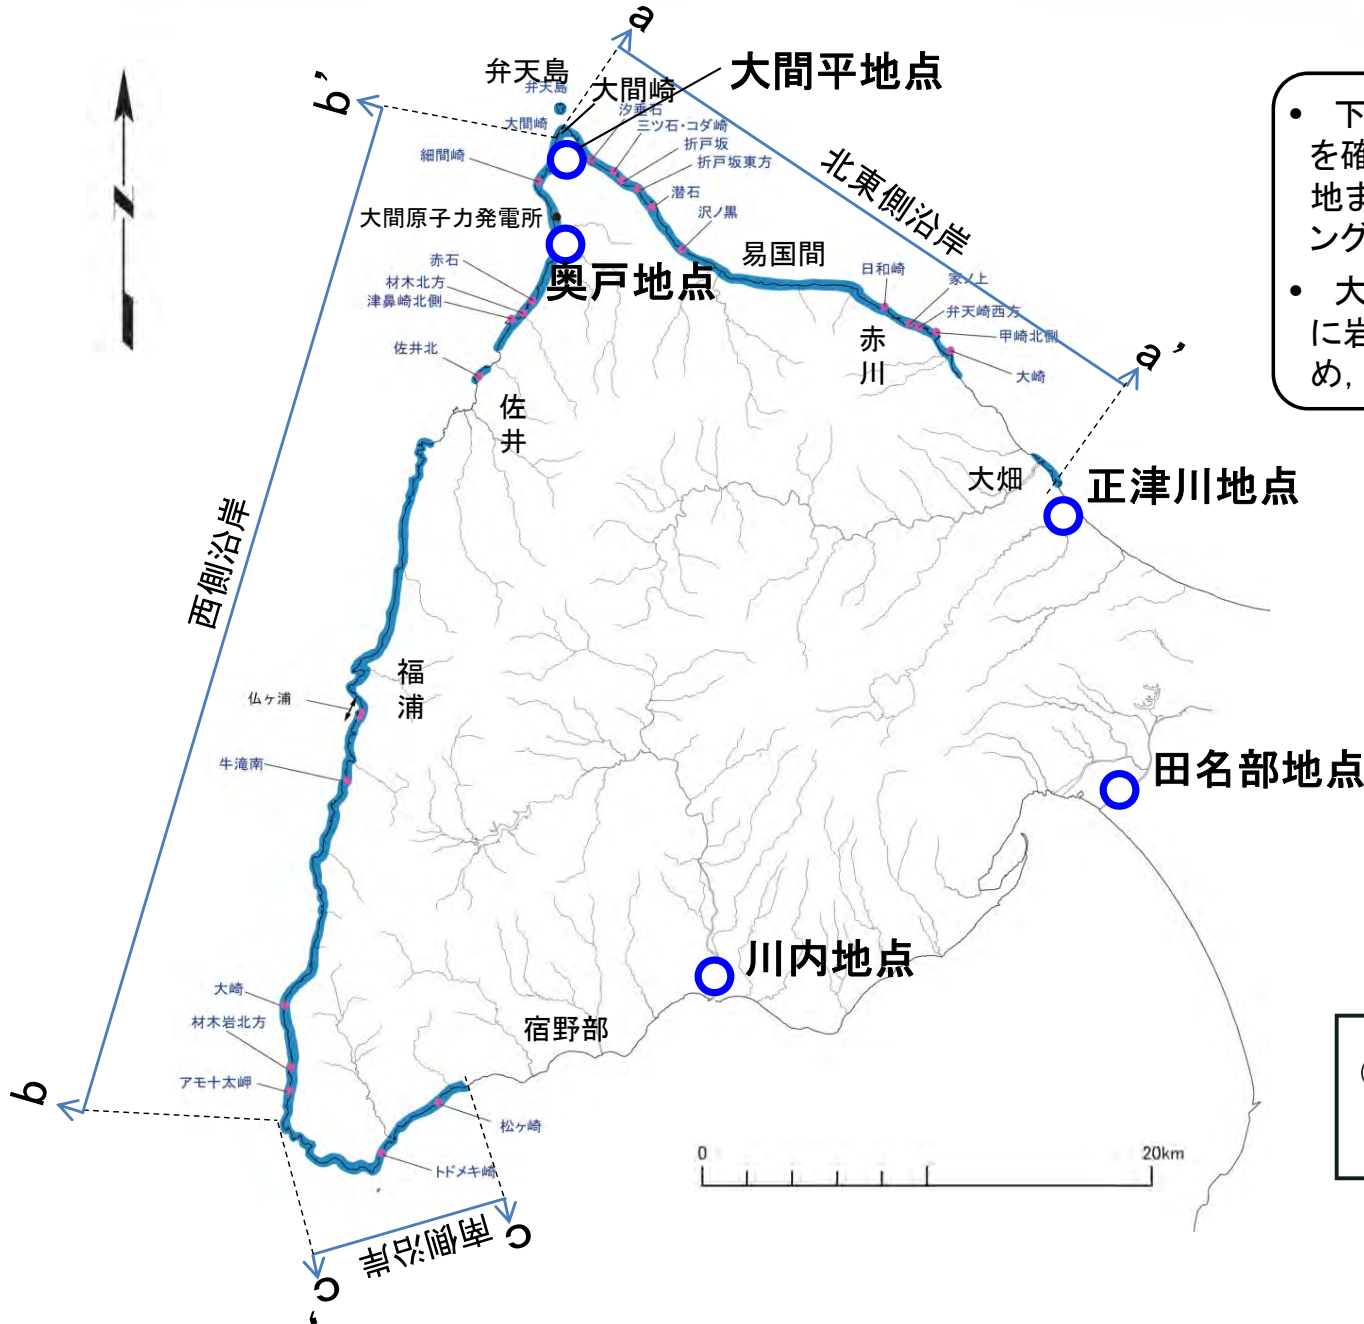 a
弁天島
弁天島
大間崎
大間平地点
b'
大間崎
汐垂石
三ツ石・コダ崎
折戸坂
折戸坂東方
細間崎
潜石
沢ノ黒
北東側沿岸
N
大間原子力発電所
易国間
赤石
奥戸地点
材木北方
津鼻崎北側
日和崎
家ノ上
弁天崎西方
甲崎北側
赤川
大崎
a'
佐井北
佐井
大畑
正津川地点
西側沿岸
福浦
仏ヶ浦
牛滝南
田名部地点
川内地点
大崎
材木岩北方
宿野部
アモ十太岬
b
松ヶ崎
トドメキ崎
0
20km
c
南側沿岸
c'
• 下
を確
地ま
ング
• 大
に岩
め,